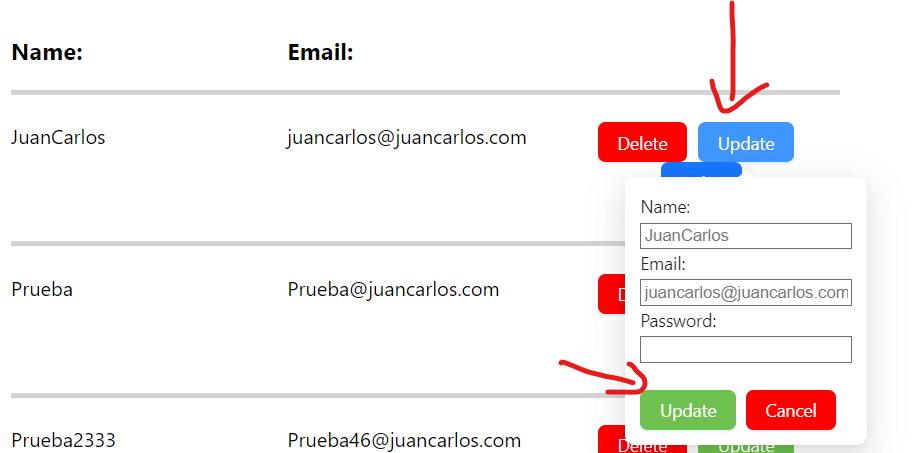 Name: Email:
JuanCarlos juancarlos@juancarlos.com Delete Update
Name:
JuanCarlos
Email:
juancarlos@juancarlos.com
Password:
Update Cancel
Prueba Prueba@juancarlos.com
Prueba2333 Prueba46@juancarlos.com Delete Update